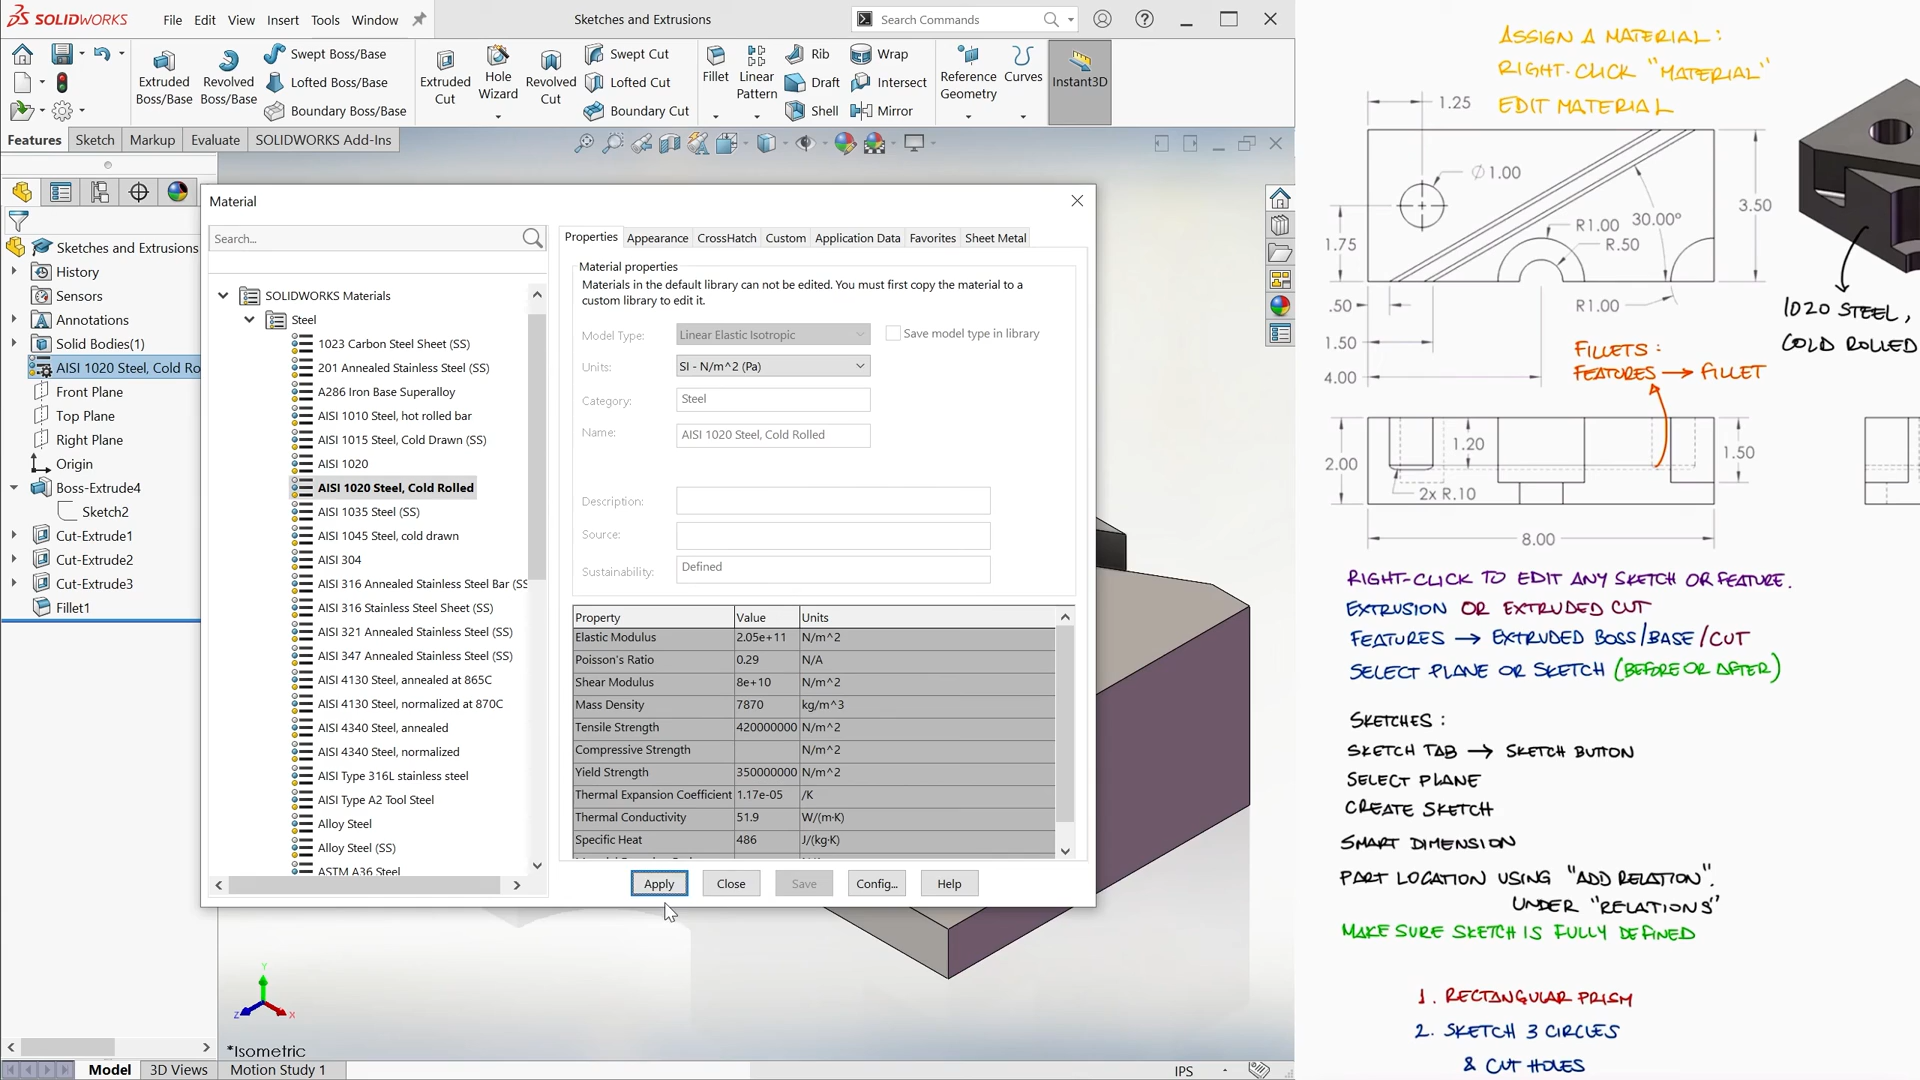 SOLIDWORKS
File Edit View Insert Tools Window
Sketches and Extrusions
Search Commands
Extruded Boss/Base
Revolved Boss/Base
Swept Boss/Base
Lofted Boss/Base
Boundary Boss/Base
Extruded Cut
Hole Wizard
Revolved Cut
Swept Cut
Lofted Cut
Boundary Cut
Fillet
Linear Pattern
Rib
Draft
Shell
Wrap
Intersect
Mirror
Reference Geometry
Curves
Instant3D
Features Sketch Markup Evaluate SOLIDWORKS Add-Ins
Sketches and Extrusions
History
Sensors
Annotations
Solid Bodies(1)
AISI 1020 Steel, Cold Ro
Front Plane
Top Plane
Right Plane
Origin
Boss-Extrude4
Sketch2
Cut-Extrude1
Cut-Extrude2
Cut-Extrude3
Fillet1
Material
Search...
SOLIDWORKS Materials
Steel
1023 Carbon Steel Sheet (SS)
201 Annealed Stainless Steel (SS)
A286 Iron Base Superalloy
AISI 1010 Steel, hot rolled bar
AISI 1015 Steel, Cold Drawn (SS)
AISI 1020
AISI 1020 Steel, Cold Rolled
AISI 1035 Steel (SS)
AISI 1045 Steel, cold drawn
AISI 304
AISI 316 Annealed Stainless Steel Bar (SS
AISI 316 Stainless Steel Sheet (SS)
AISI 321 Annealed Stainless Steel (SS)
AISI 347 Annealed Stainless Steel (SS)
AISI 4130 Steel, annealed at 865C
AISI 4130 Steel, normalized at 870C
AISI 4340 Steel, annealed
AISI 4340 Steel, normalized
AISI Type 316L stainless steel
AISI Type A2 Tool Steel
Alloy Steel
Alloy Steel (SS)
ASTM A36 Steel
Properties Appearance CrossHatch Custom Application Data Favorites Sheet Metal
Material properties
Materials in the default library can not be edited. You must first copy the material to a
custom library to edit it.
Model Type: Linear Elastic Isotropic Save model type in library
Units: SI - N/m^2 (Pa)
Category: Steel
Name: AISI 1020 Steel, Cold Rolled
Description:
Source:
Sustainability: Defined
Property Value Units
Elastic Modulus 2.05e+11 N/m^2
Poisson's Ratio 0.29 N/A
Shear Modulus 8e+10 N/m^2
Mass Density 7870 kg/m^3
Tensile Strength 420000000 N/m^2
Compressive Strength N/m^2
Yield Strength 350000000 N/m^2
Thermal Expansion Coefficient 1.17e-05 /K
Thermal Conductivity 51.9 W/(m·K)
Specific Heat 486 J/(kg·K)
Apply Close Save Config... Help
Y
Z
X
*Isometric
Model 3D Views Motion Study 1
IPS
ASSIGN A MATERIAL:
RIGHT-CLICK "MATERIAL"
EDIT MATERIAL
1.25
Ø 1.00
3.50
R1.00 30.00°
R.50
1.75
.50
R1.00
1.50
4.00
1020 STEEL,
COLD ROLLED
FILLETS:
FEATURES → FILLET
1.20
1.50
2.00
2x R.10
8.00
RIGHT-CLICK TO EDIT ANY SKETCH OR FEATURE.
EXTRUSION OR EXTRUDED CUT
FEATURES → EXTRUDED BOSS/BASE/CUT
SELECT PLANE OR SKETCH (BEFORE OR AFTER)
SKETCHES:
SKETCH TAB → SKETCH BUTTON
SELECT PLANE
CREATE SKETCH
SMART DIMENSION
PART LOCATION USING "ADD RELATION".
UNDER "RELATIONS"
MAKE SURE SKETCH IS FULLY DEFINED
1. RECTANGULAR PRISM
2. SKETCH 3 CIRCLES
& CUT HOLES